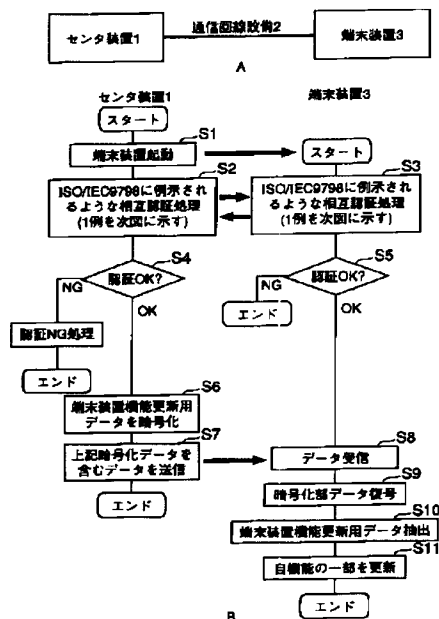 センタ装置1
通信回線設備2
端末装置3
A
センタ装置1
端末装置3
スタート
S1
端末装置起動
スタート
S2
ISO/IEC9798に例示され
るような相互認証処理
(1例を次図に示す)
S3
ISO/IEC9798に例示され
るような相互認証処理
(1例を次図に示す)
S4
認証OK?
NG
OK
S5
認証OK?
NG
OK
エンド
認証NG処理
エンド
S6
端末装置機能更新用
データを暗号化
S7
上記暗号化データを
含むデータを送信
エンド
S8
データ受信
S9
暗号化部データ復号
S10
端末装置機能更新用データ抽出
S11
自機能の一部を更新
エンド
B